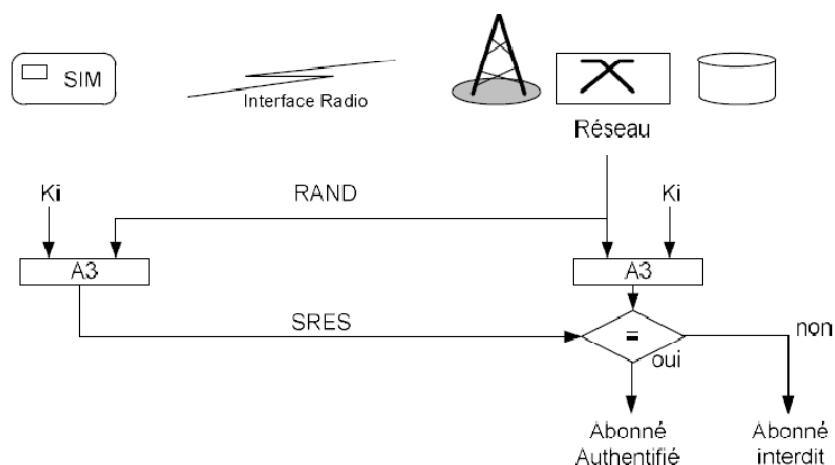 SIM
Interface Radio
Réseau
Ki
RAND
Ki
A3
A3
SRES
=
non
oui
Abonné
Authentifié
Abonné
interdit